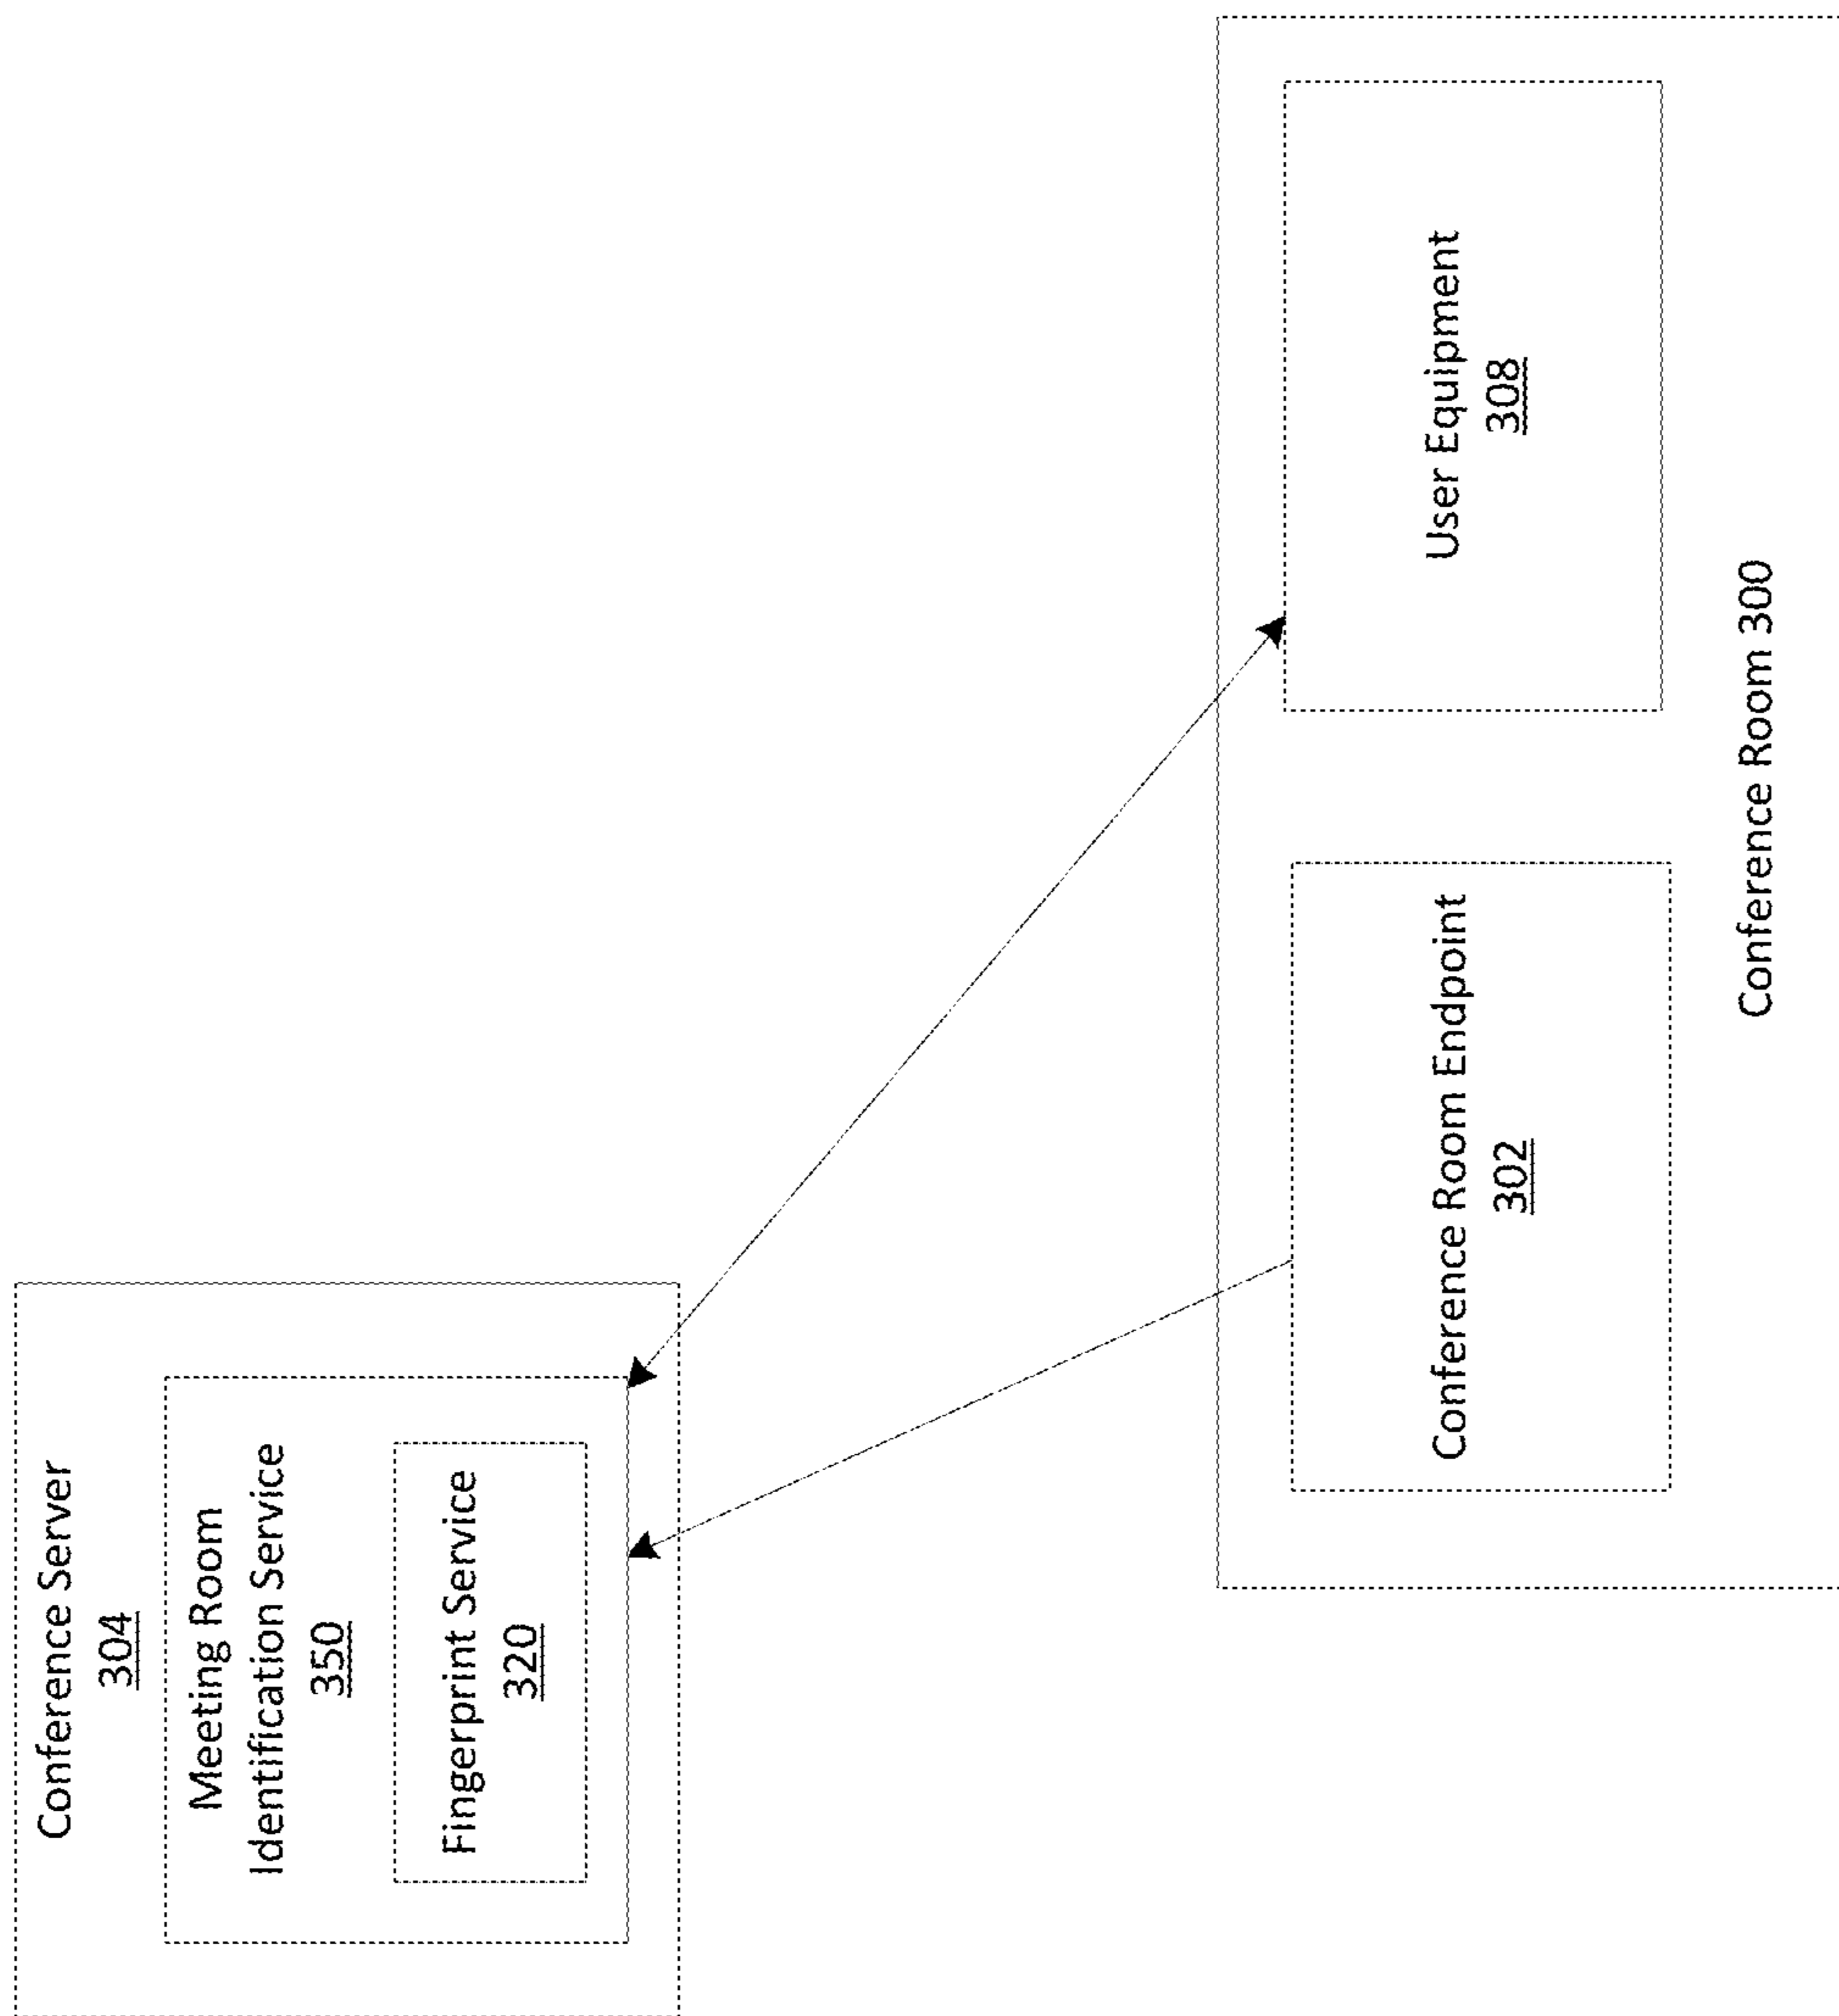 Conference Server
304
Meeting Room
Identification Service
350
Fingerprint Service
320
Conference Room Endpoint
302
User Equipment
308
Conference Room 300